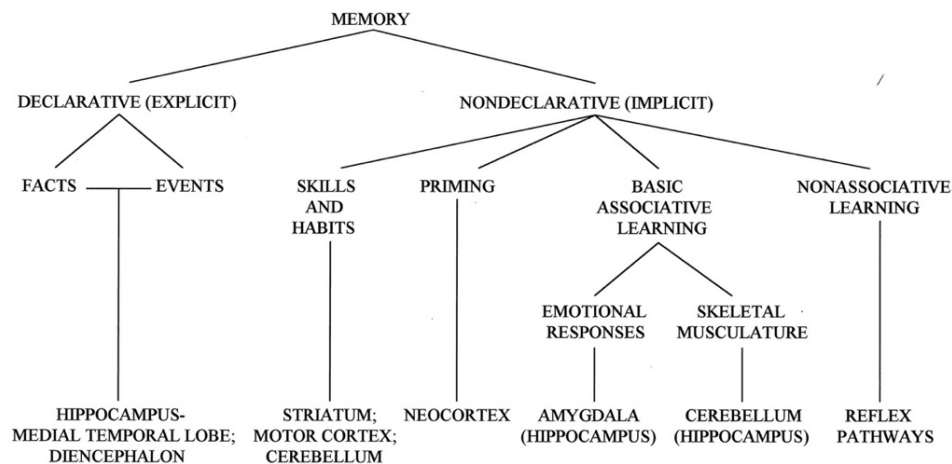 MEMORY
DECLARATIVE (EXPLICIT)
NONDECLARATIVE (IMPLICIT)
FACTS
EVENTS
SKILLS
AND
HABITS
PRIMING
BASIC
ASSOCIATIVE
LEARNING
NONASSOCIATIVE
LEARNING
EMOTIONAL
RESPONSES
SKELETAL
MUSCULATURE
HIPPOCAMPUS-
MEDIAL TEMPORAL LOBE;
DIENCEPHALON
STRIATUM;
MOTOR CORTEX;
CEREBELLUM
NEOCORTEX
AMYGDALA
(HIPPOCAMPUS)
CEREBELLUM
(HIPPOCAMPUS)
REFLEX
PATHWAYS